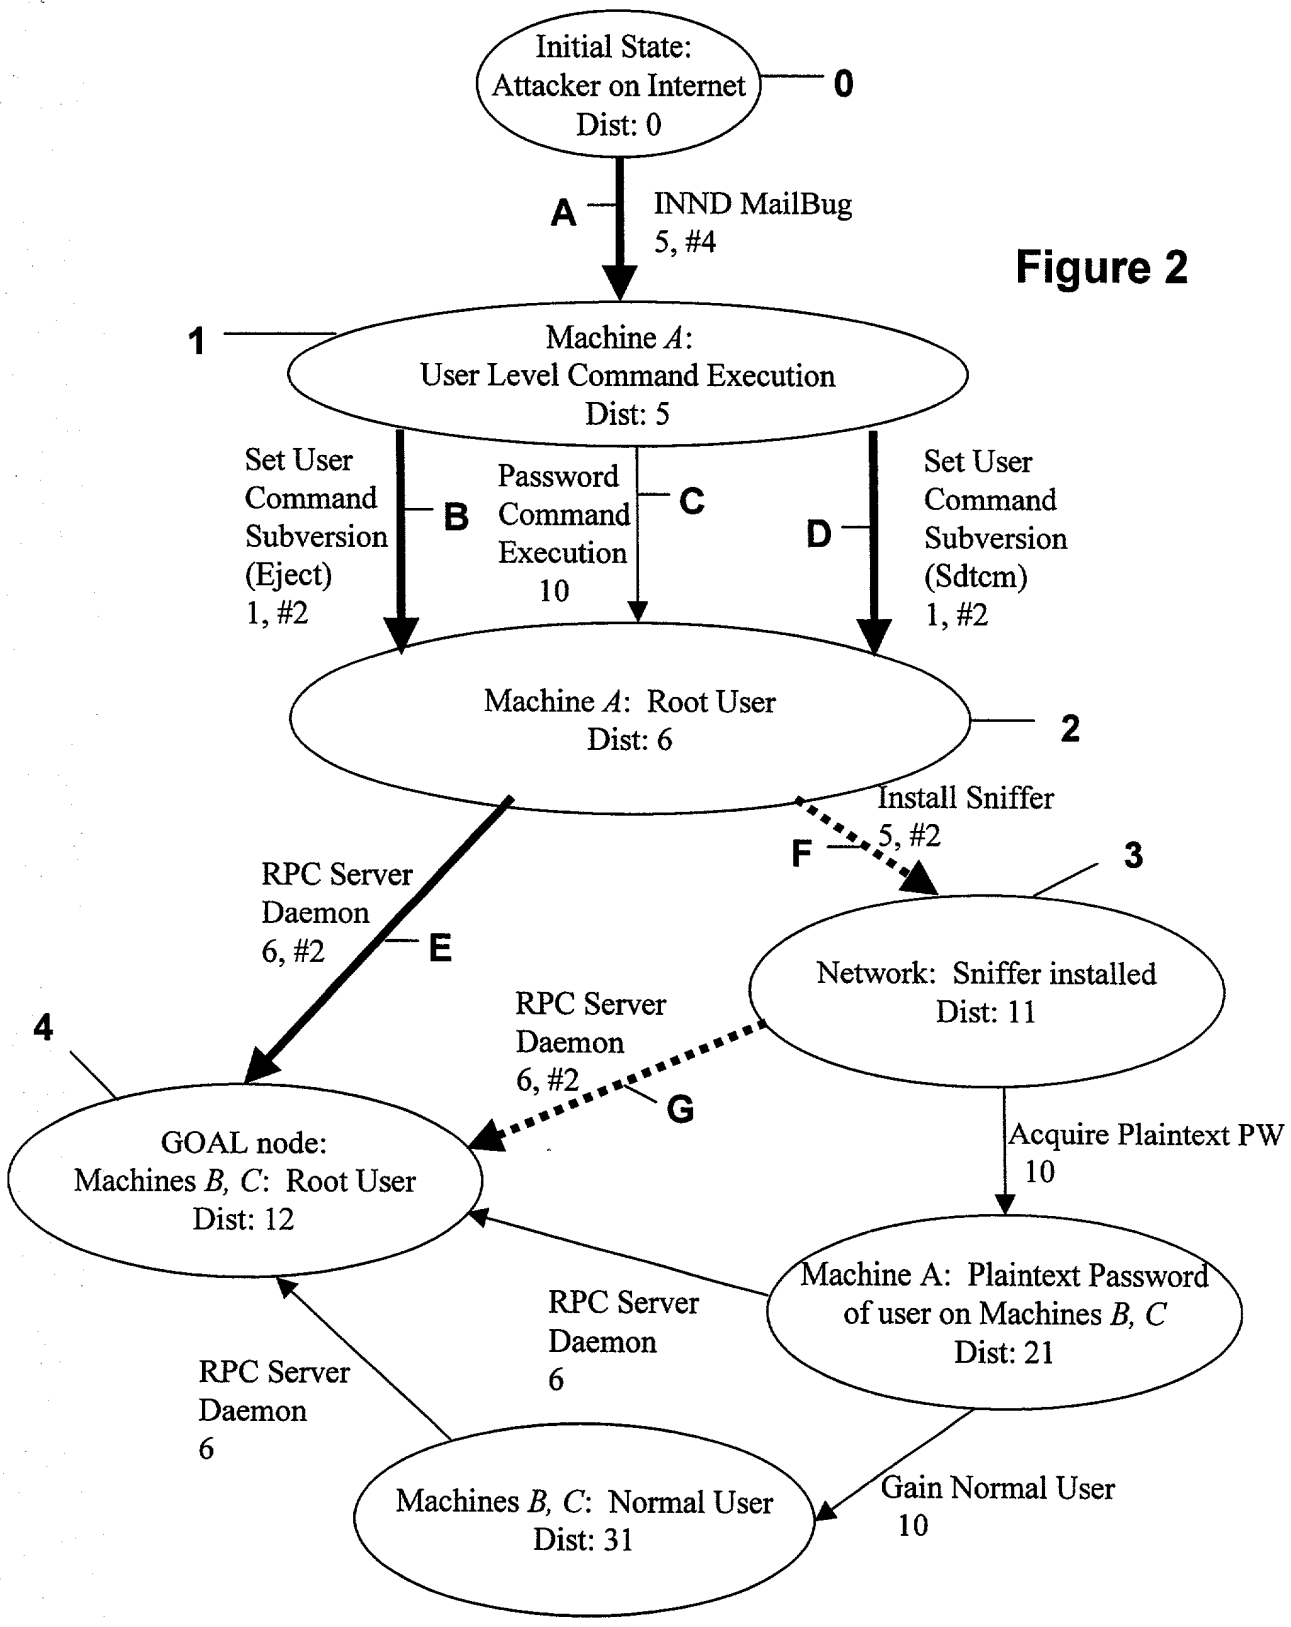 Initial State:
Attacker on Internet
Dist: 0
0
A
INND MailBug
5, #4
Figure 2
1
Machine A:
User Level Command Execution
Dist: 5
Set User
Command
Subversion
(Eject)
1, #2
B
Password
Command
Execution
10
C
D
Set User
Command
Subversion
(Sdtcm)
1, #2
Machine A: Root User
Dist: 6
2
Install Sniffer
5, #2
F
3
RPC Server
Daemon
6, #2
E
Network: Sniffer installed
Dist: 11
RPC Server
Daemon
6, #2
G
4
GOAL node:
Machines B, C: Root User
Dist: 12
Acquire Plaintext PW
10
Machine A: Plaintext Password
of user on Machines B, C
Dist: 21
RPC Server
Daemon
6
RPC Server
Daemon
6
Machines B, C: Normal User
Dist: 31
Gain Normal User
10